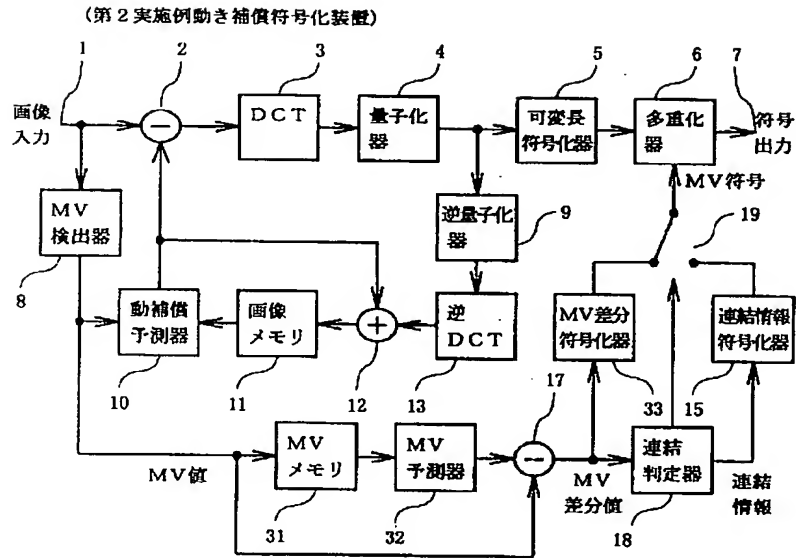 (第2実施例動き補償符号化装置)
1
2
3
4
5
6
7
画像
入力
−
DCT
量子化
器
可変長
符号化器
多重化
器
符号
出力
MV符号
MV
検出器
8
逆量子化
器
9
19
動補償
予測器
10
画像
メモリ
11
+
12
逆
DCT
13
MV差分
符号化器
33
連結情報
符号化器
15
17
MV値
MV
メモリ
31
MV
予測器
32
−
MV
差分値
連結
判定器
18
連結
情報